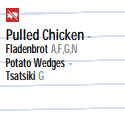 Pulled Chicken -
Fladenbrot A,F,G,N
Potato Wedges -
Tsatsiki G